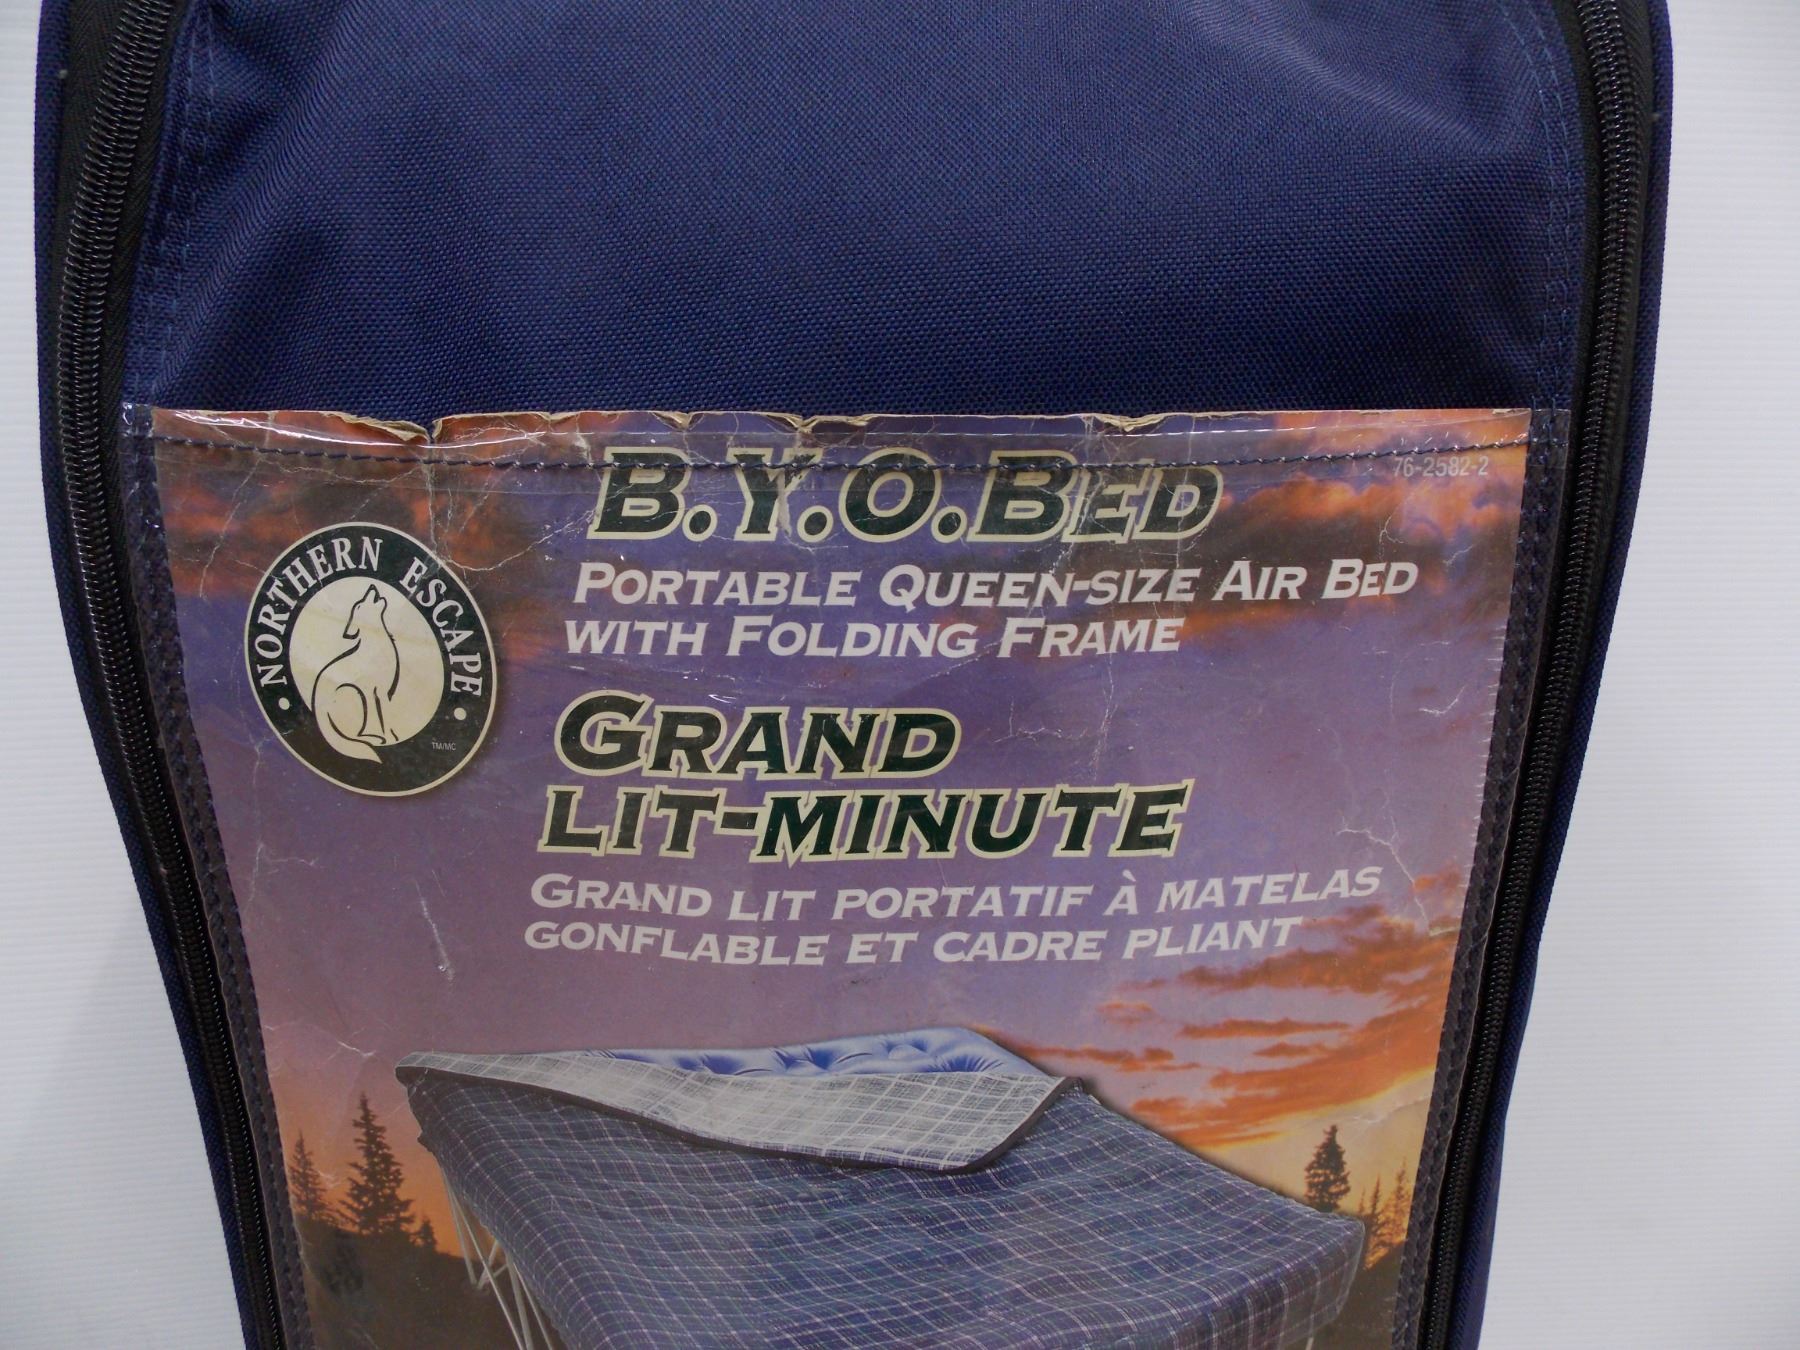 B.Y.O.BED
76-2582-2
PORTABLE QUEEN-SIZE AIR BED
WITH FOLDING FRAME
NORTHERN ESCAPE
TM/MC
GRAND
LIT-MINUTE
GRAND LIT PORTATIF À MATELAS
GONFLABLE ET CADRE PLIANT